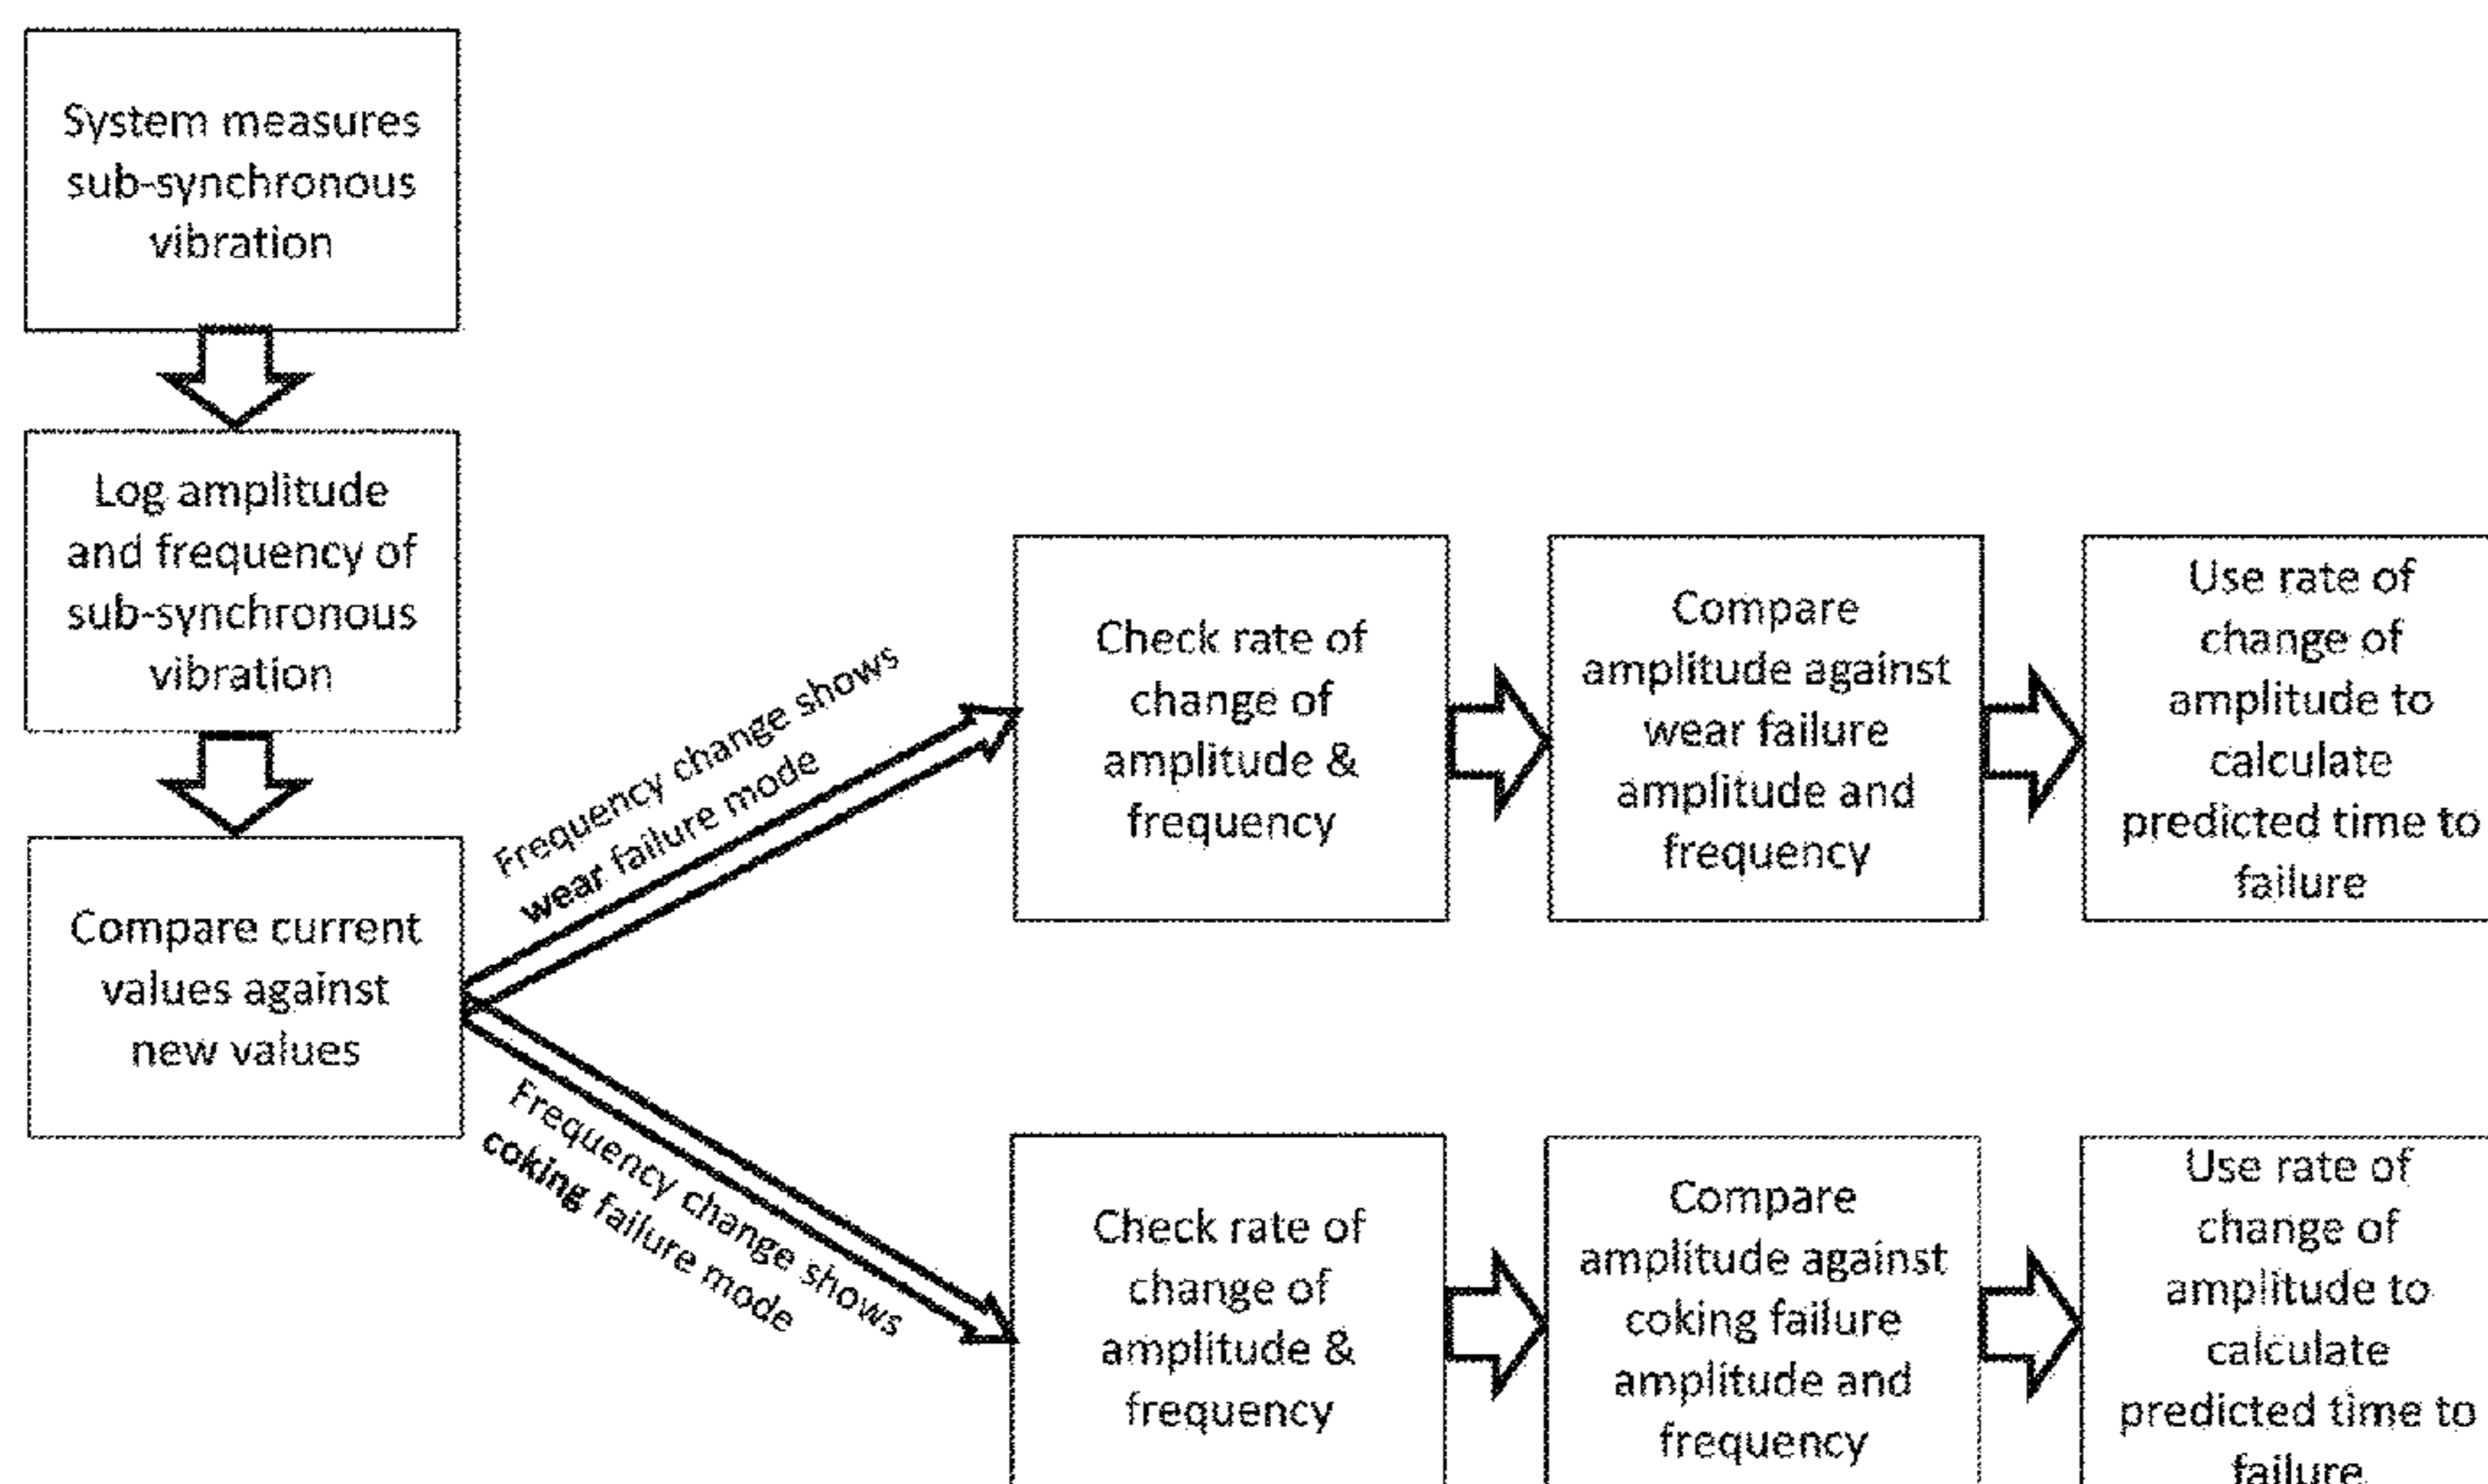 System measures
sub-synchronous
vibration
Log amplitude
and frequency of
sub-synchronous
vibration
Compare current
values against
new values
Frequency change shows
wear failure mode
Check rate of
change of
amplitude &
frequency
Compare
amplitude against
wear failure
amplitude and
frequency
Use rate of
change of
amplitude to
calculate
predicted time to
failure
Frequency change shows
coking failure mode
Check rate of
change of
amplitude &
frequency
Compare
amplitude against
coking failure
amplitude and
frequency
Use rate of
change of
amplitude to
calculate
predicted time to
failure